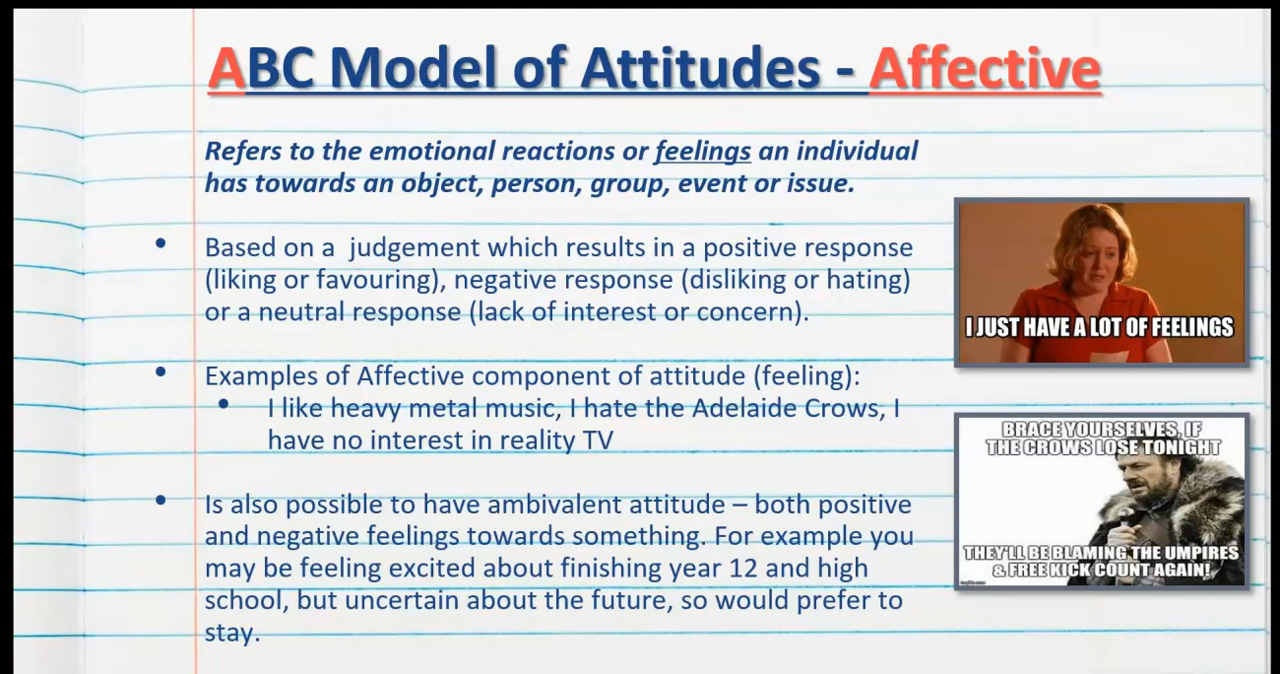 ABC Model of Attitudes - Affective
Refers to the emotional reactions or feelings an individual
has towards an object, person, group, event or issue.
• Based on a  judgement which results in a positive response
(liking or favouring), negative response (disliking or hating)
or a neutral response (lack of interest or concern).
• Examples of Affective component of attitude (feeling):
• I like heavy metal music, I hate the Adelaide Crows, I
have no interest in reality TV
• Is also possible to have ambivalent attitude – both positive
and negative feelings towards something. For example you
may be feeling excited about finishing year 12 and high
school, but uncertain about the future, so would prefer to
stay.
I JUST HAVE A LOT OF FEELINGS
BRACE YOURSELVES, IF
THE CROWS LOSE TONIGHT
THEY'LL BE BLAMING THE UMPIRES
& FREE KICK COUNT AGAIN!